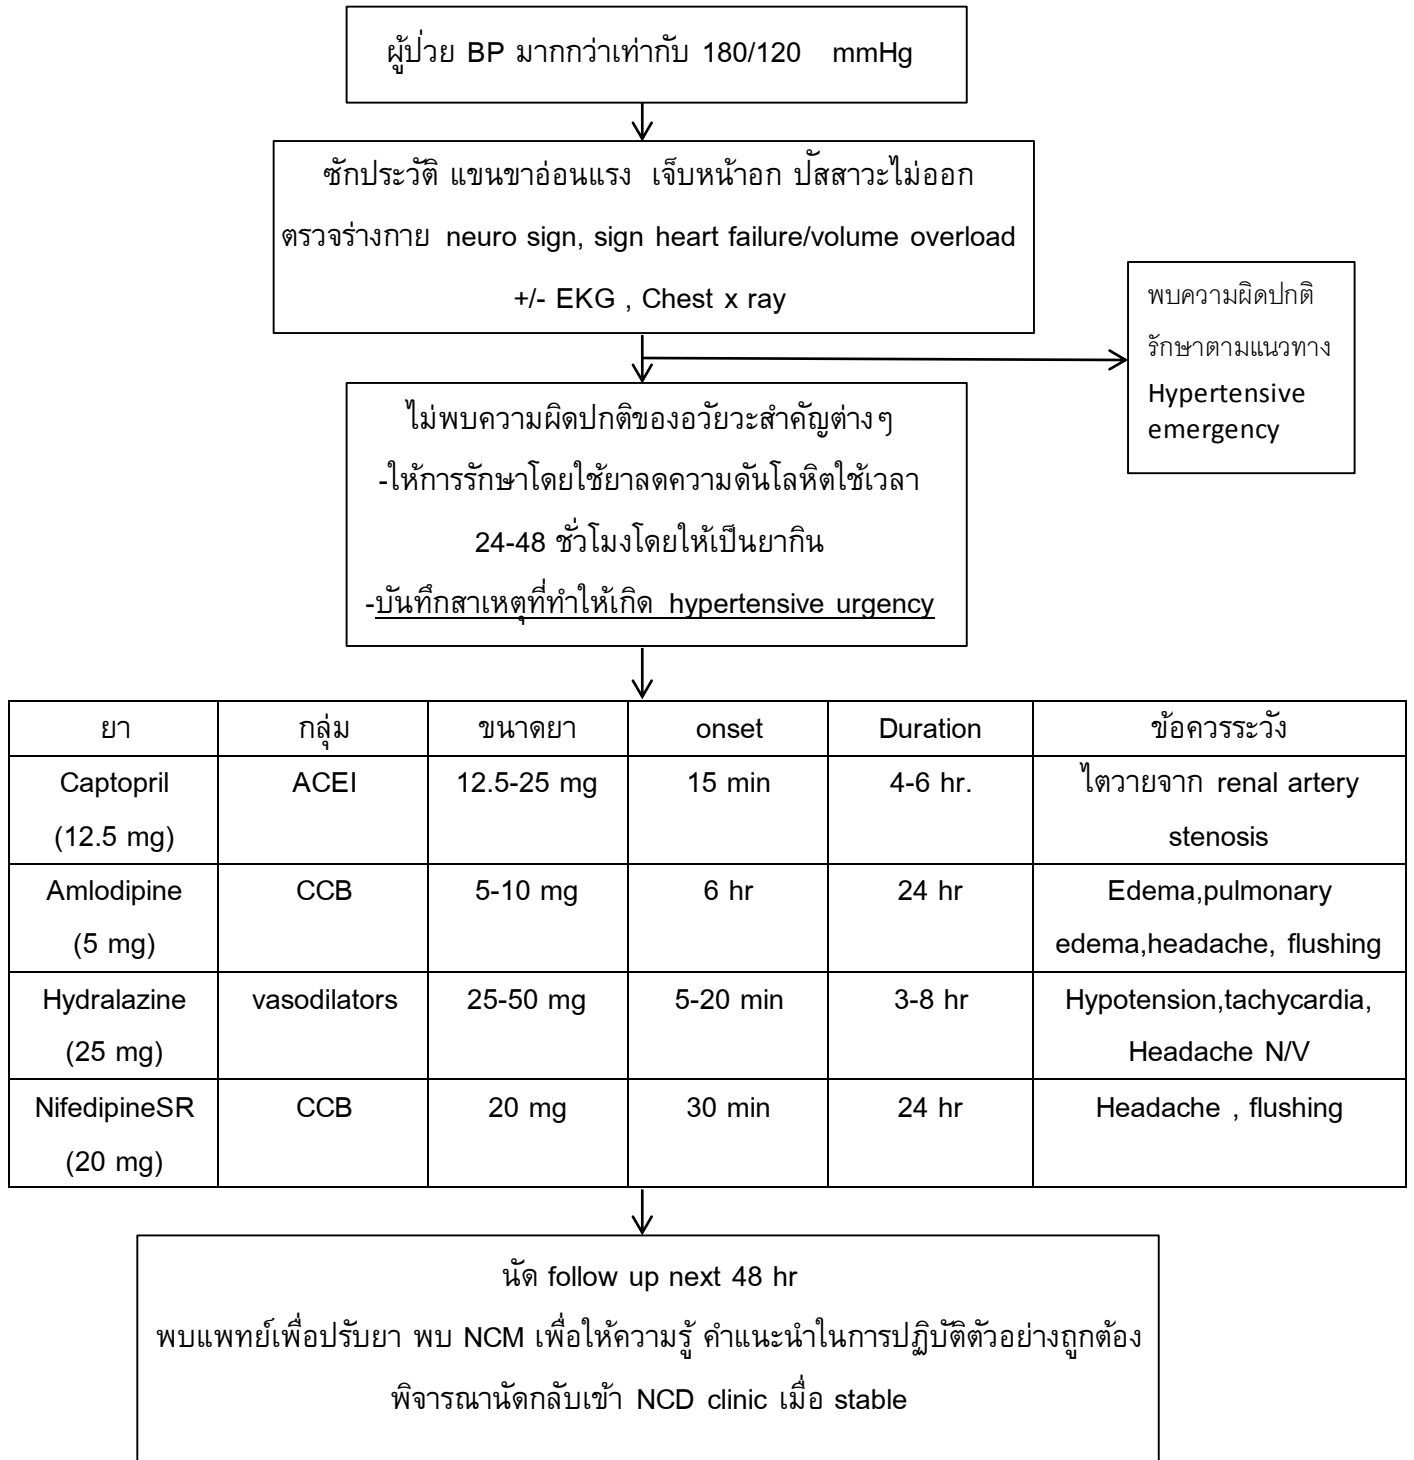 ผู้ป่วย BP มากกว่าเท่ากับ 180/120 mmHg
ซักประวัติ แขนขาอ่อนแรง เจ็บหน้าอก ปัสสาวะไม่ออก
ตรวจร่างกาย neuro sign, sign heart failure/volume overload
+/- EKG , Chest x ray
พบความผิดปกติ
รักษาตามแนวทาง
Hypertensive
emergency
ไม่พบความผิดปกติของอวัยวะสำคัญต่างๆ
-ให้การรักษาโดยใช้ยาลดความดันโลหิตใช้เวลา
24-48 ชั่วโมงโดยให้เป็นยากิน
-บันทึกสาเหตุที่ทำให้เกิด hypertensive urgency
ยา กลุ่ม ขนาดยา onset Duration ข้อควรระวัง
Captopril ACEI 12.5-25 mg 15 min 4-6 hr. ไตวายจาก renal artery
(12.5 mg) stenosis
Amlodipine CCB 5-10 mg 6 hr 24 hr Edema,pulmonary
(5 mg) edema,headache, flushing
Hydralazine vasodilators 25-50 mg 5-20 min 3-8 hr Hypotension,tachycardia,
(25 mg) Headache N/V
NifedipineSR CCB 20 mg 30 min 24 hr Headache , flushing
(20 mg)
นัด follow up next 48 hr
พบแพทย์เพื่อปรับยา พบ NCM เพื่อให้ความรู้ คำแนะนำในการปฏิบัติตัวอย่างถูกต้อง
พิจารณานัดกลับเข้า NCD clinic เมื่อ stable